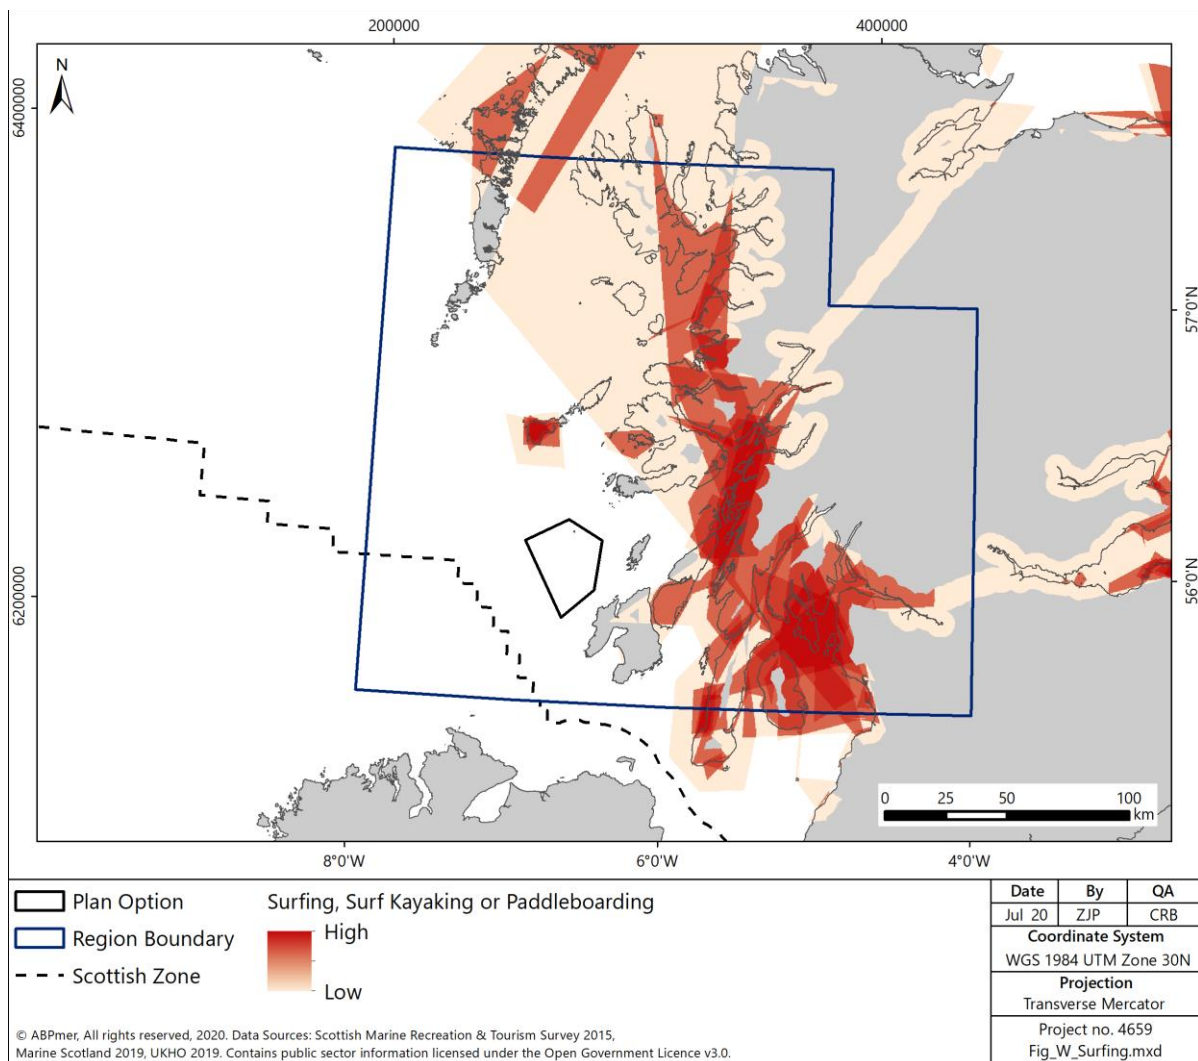 200000
400000
N
6400000
6200000
57°0'N
56°0'N
0 25 50 100
km
8°0'W
6°0'W
4°0'W
Plan Option
Region Boundary
Scottish Zone
Surfing, Surf Kayaking or Paddleboarding
High
Low
Date By QA
Jul 20 ZJP CRB
Coordinate System
WGS 1984 UTM Zone 30N
Projection
Transverse Mercator
Project no. 4659
Fig_W_Surfing.mxd
© ABPmer, All rights reserved, 2020. Data Sources: Scottish Marine Recreation & Tourism Survey 2015,
Marine Scotland 2019, UKHO 2019. Contains public sector information licensed under the Open Government Licence v3.0.